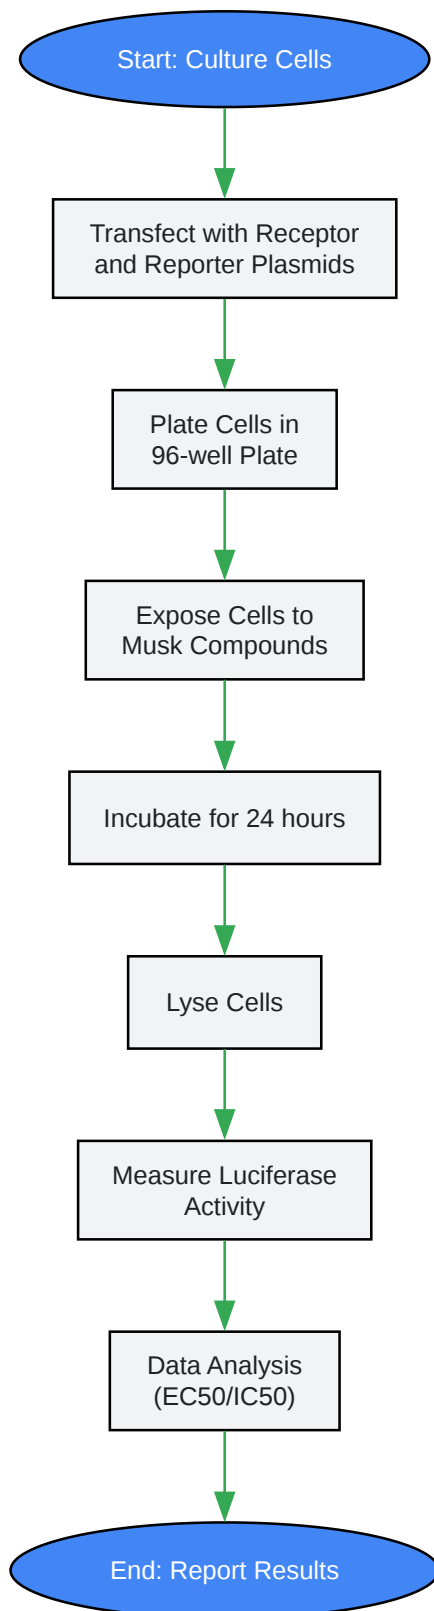 Start: Culture Cells
Transfect with Receptor
and Reporter Plasmids
Plate Cells in
96-well Plate
Expose Cells to
Musk Compounds
Incubate for 24 hours
Lyse Cells
Measure Luciferase
Activity
Data Analysis
(EC50/IC50)
End: Report Results